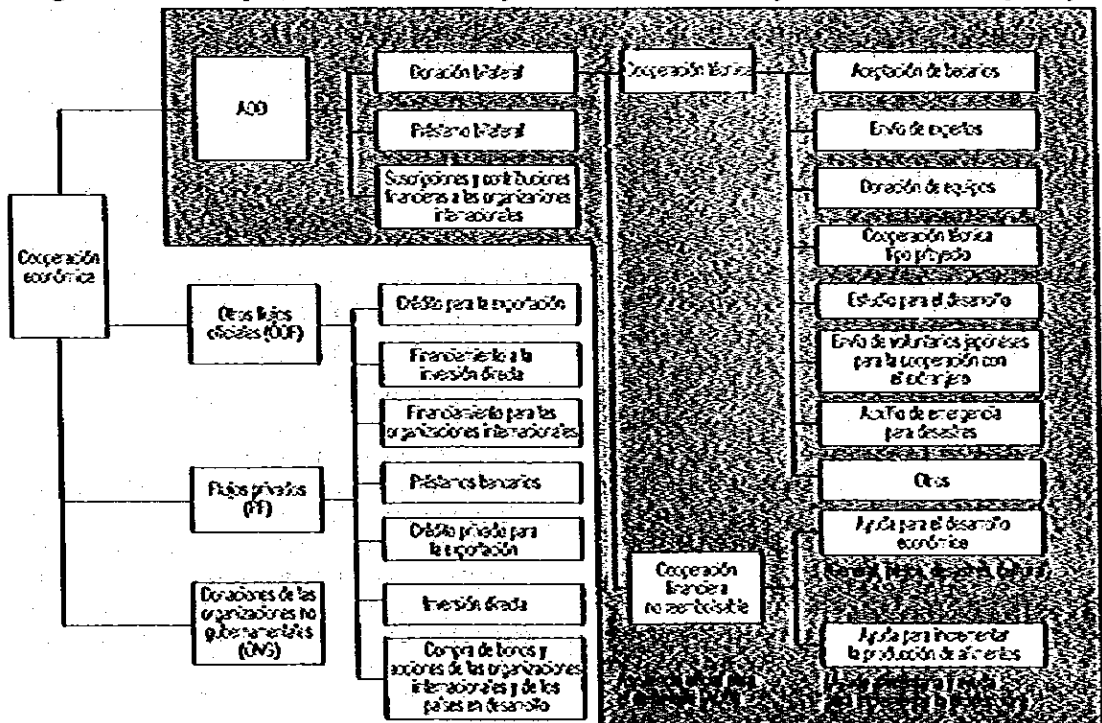 Cooperación
económica
AOD
Otros flujos
oficiales (OOF)
Flujos privados
(PF)
Donaciones de las
organizaciones no
gubernamentales
(ONG)
Donación bilateral
Préstamo bilateral
Suscripciones y contribuciones
financieras a las organizaciones
internacionales
Crédito para la exportación
Financiamiento a la
inversión directa
Financiamiento para las
organizaciones internacionales
Préstamos bancarios
Crédito privado para
la exportación
Inversión directa
Compra de bonos y
acciones de las organizaciones
internacionales y de los
países en desarrollo
Cooperación técnica
Cooperación
financiera
no reembolsable
Aceptación de becarios
Envío de expertos
Donación de equipos
Cooperación técnica
tipo proyecto
Estudio para el desarrollo
Envío de voluntarios japoneses
para la cooperación con
el extranjero
Auxilio de emergencia
para desastres
Otros
Ayuda para el desarrollo
económico
Ayuda para incrementar
la producción de alimentos